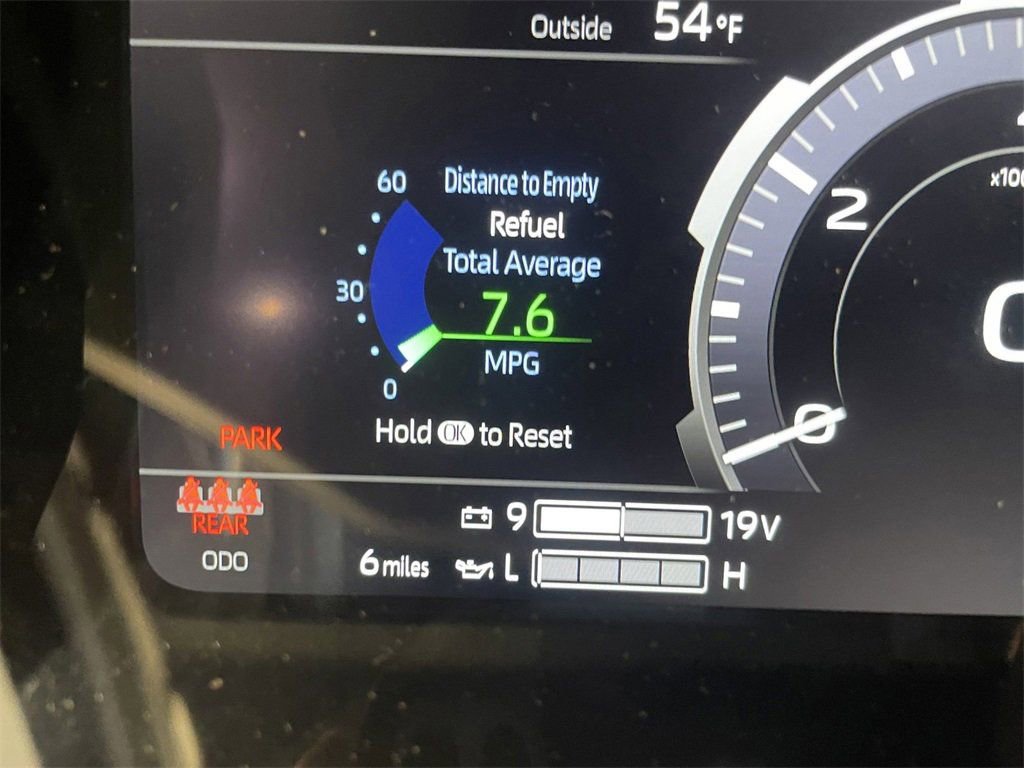 Outside 54°F
60 Distance to Empty
Refuel
Total Average
30 7.6
MPG
0
Hold OK to Reset
PARK
REAR
ODO 6 miles
9 19V
L H
2
0